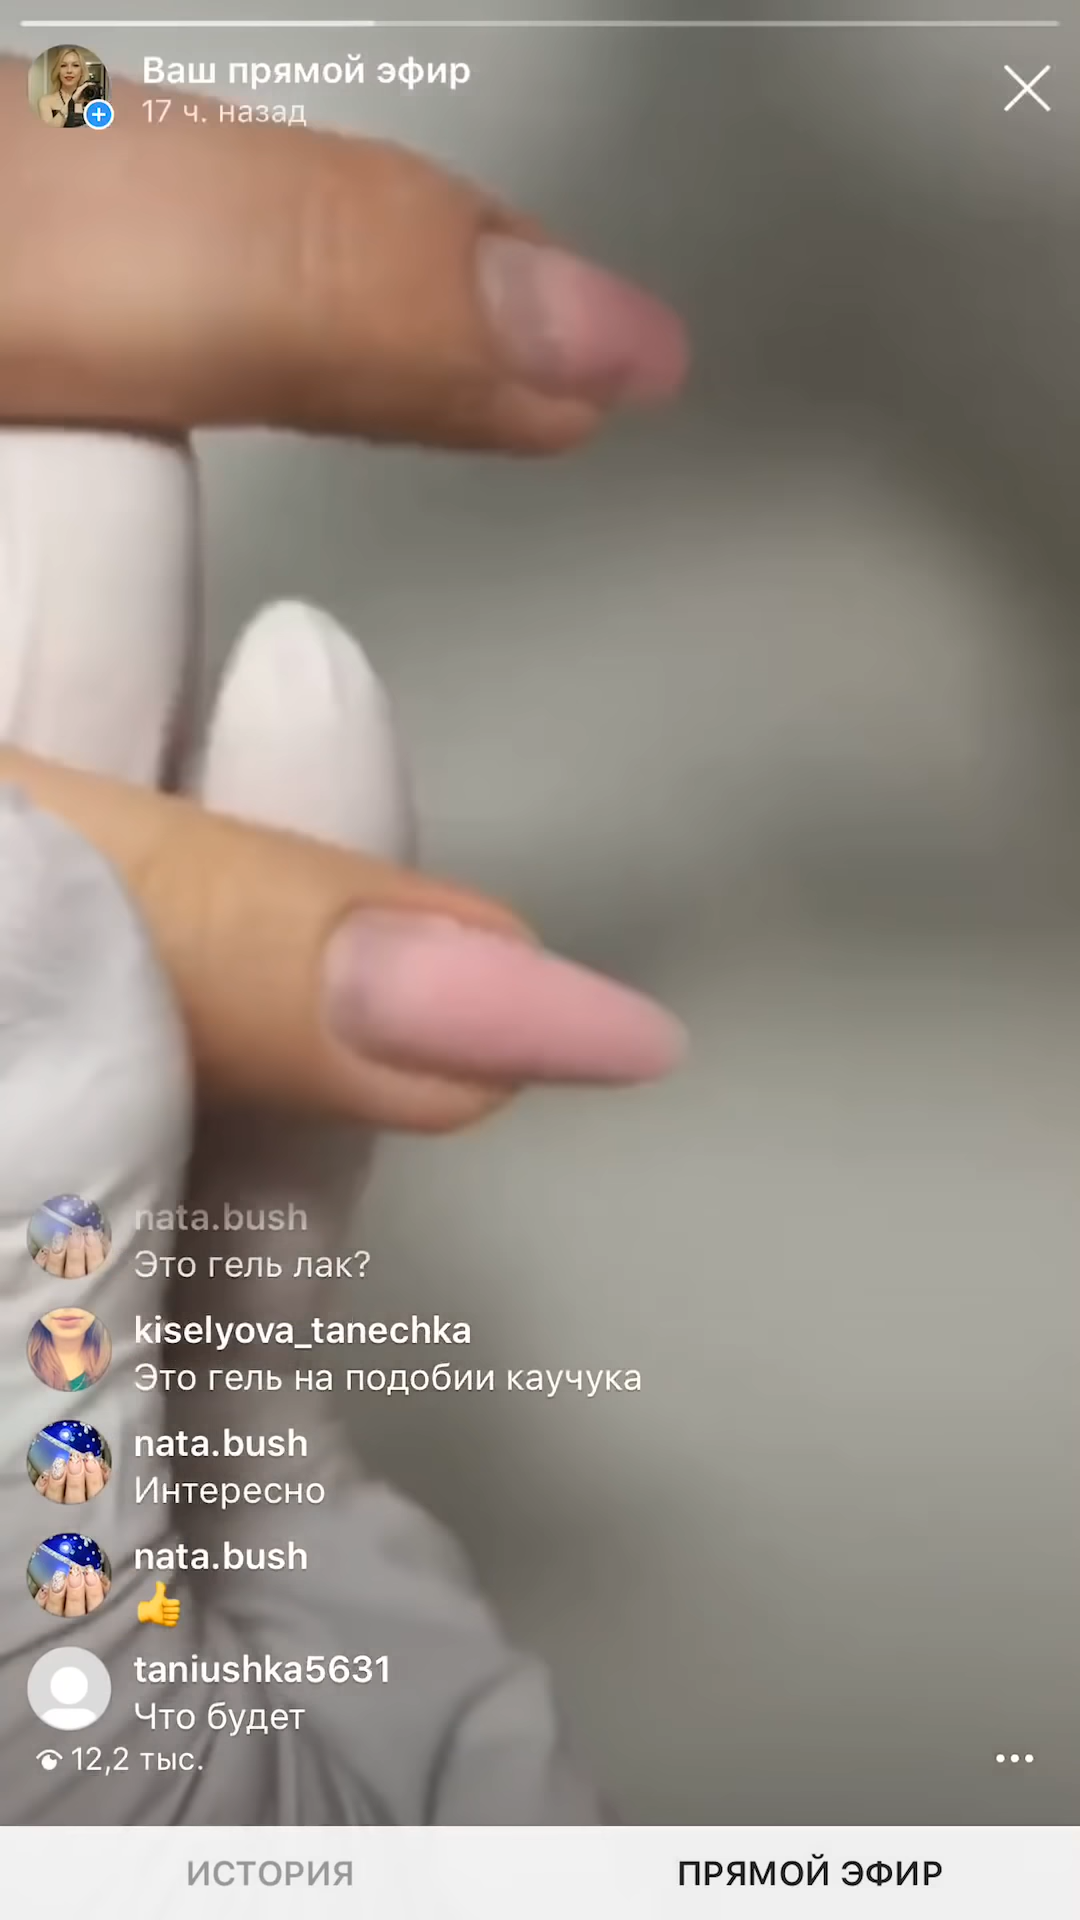 Ваш прямой эфир
17 ч. назад
nata.bush
Это гель лак?
kiselyova_tanechka
Это гель на подобии каучука
nata.bush
Интересно
nata.bush
👍
taniushka5631
Что будет
12,2 тыс.
ИСТОРИЯ
ПРЯМОЙ ЭФИР